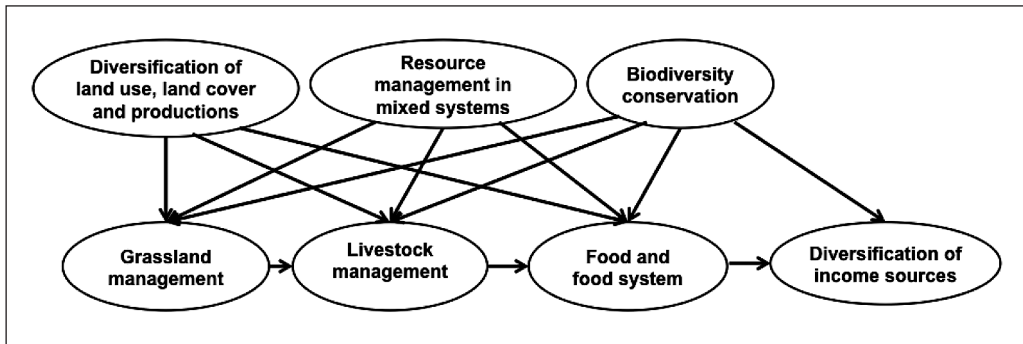 Diversification of
land use, land cover
and productions
Resource
management in
mixed systems
Biodiversity
conservation
Grassland
management
Livestock
management
Food and
food system
Diversification of
income sources